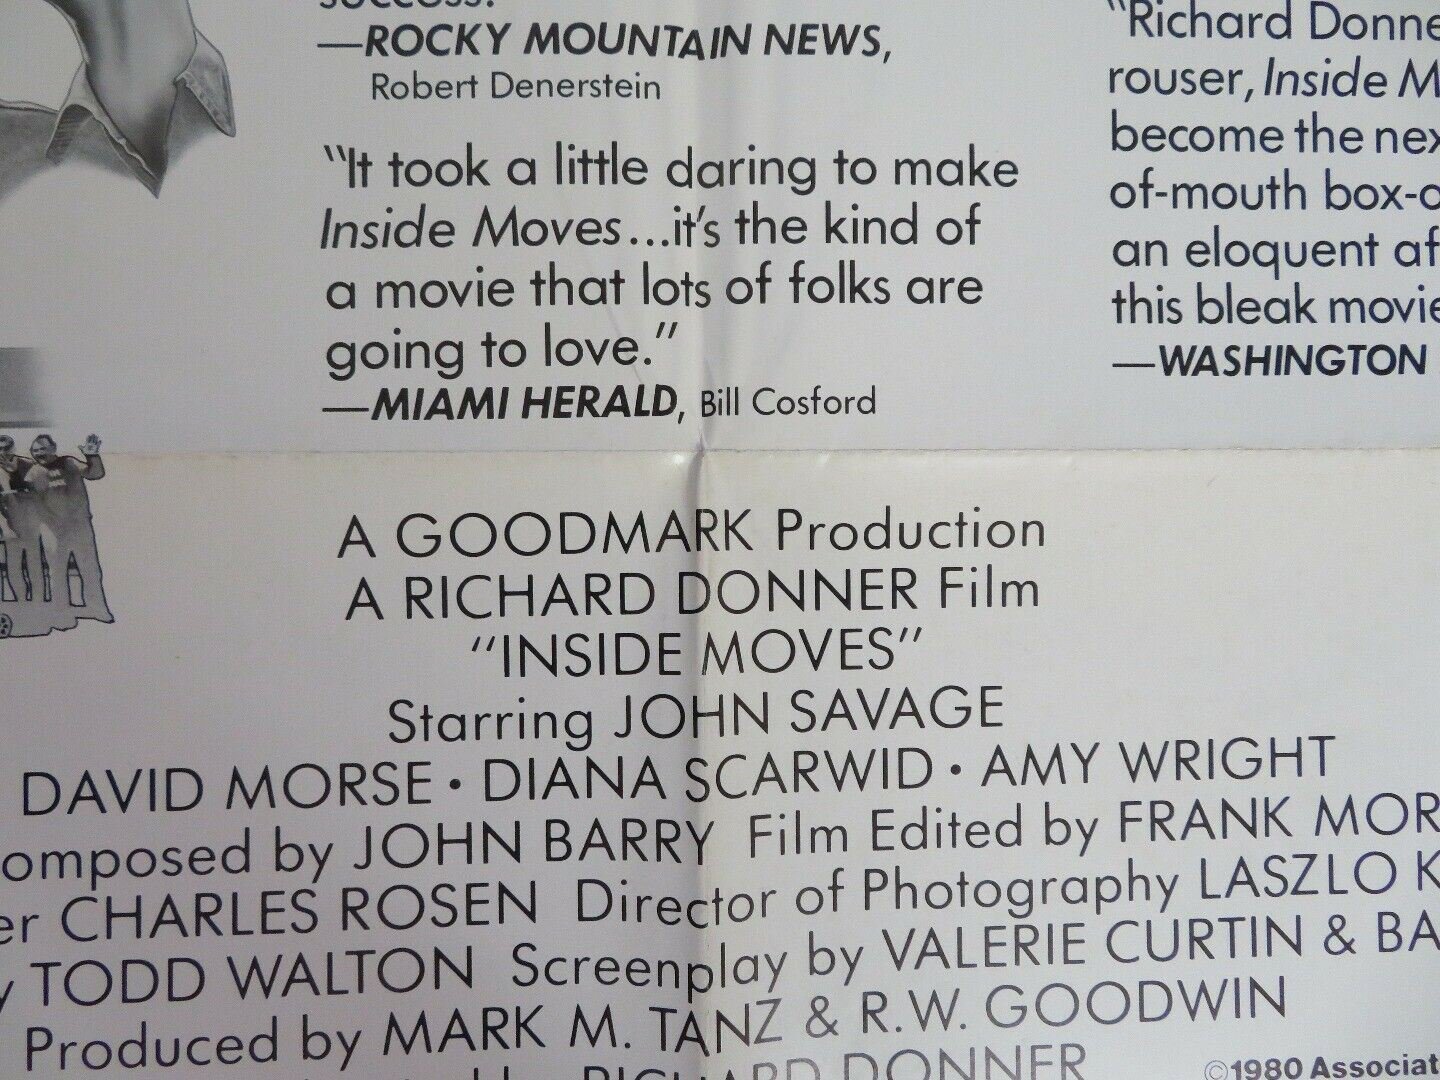 success."
—ROCKY MOUNTAIN NEWS,
Robert Denerstein
"It took a little daring to make
Inside Moves...it's the kind of
a movie that lots of folks are
going to love."
—MIAMI HERALD, Bill Cosford
"Richard Donne
rouser, Inside M
become the nex
of-mouth box-o
an eloquent af
this bleak movie
—WASHINGTON
A GOODMARK Production
A RICHARD DONNER Film
"INSIDE MOVES"
Starring JOHN SAVAGE
DAVID MORSE • DIANA SCARWID • AMY WRIGHT
omposed by JOHN BARRY Film Edited by FRANK MOR
er CHARLES ROSEN Director of Photography LASZLO K
y TODD WALTON Screenplay by VALERIE CURTIN & BA
Produced by MARK M. TANZ & R.W. GOODWIN
by RICHARD DONNER
©1980 Associat